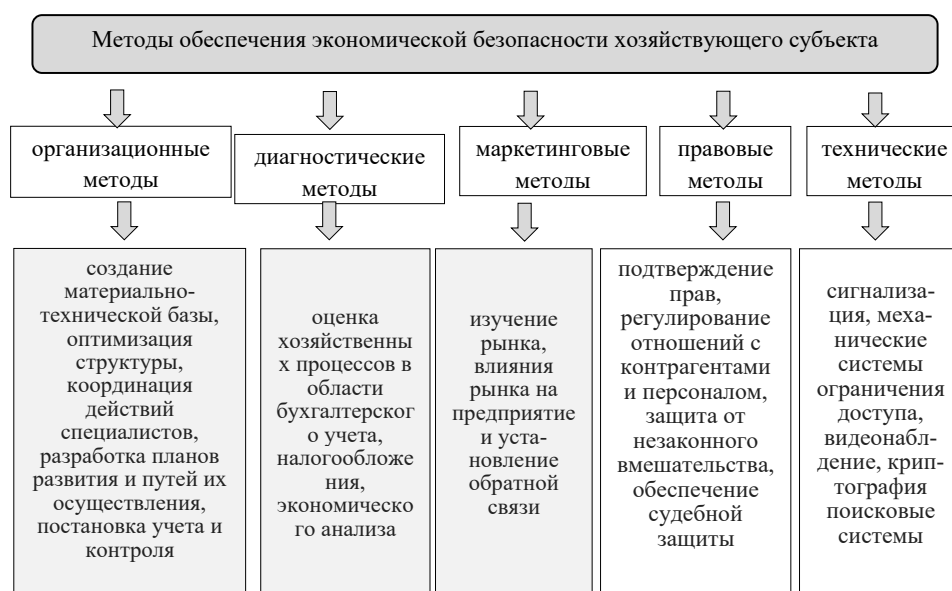 Методы обеспечения экономической безопасности хозяйствующего субъекта
организационные
методы
диагностические
методы
маркетинговые
методы
правовые
методы
технические
методы
создание
материально-
технической базы,
оптимизация
структуры,
координация
действий
специалистов,
разработка планов
развития и путей их
осуществления,
постановка учета и
контроля
оценка
хозяйственны
х процессов в
области
бухгалтерског
о учета,
налогообложе
ния,
экономическо
го анализа
изучение
рынка,
влияния
рынка на
предприятие
и уста-
новление
обратной
связи
подтверждение
прав,
регулирование
отношений с
контрагентами
и персоналом,
защита от
незаконного
вмешательства,
обеспечение
судебной
защиты
сигнализа-
ция, меха-
нические
системы
ограничения
доступа,
видеонабл-
дение, крип-
тография
поисковые
системы